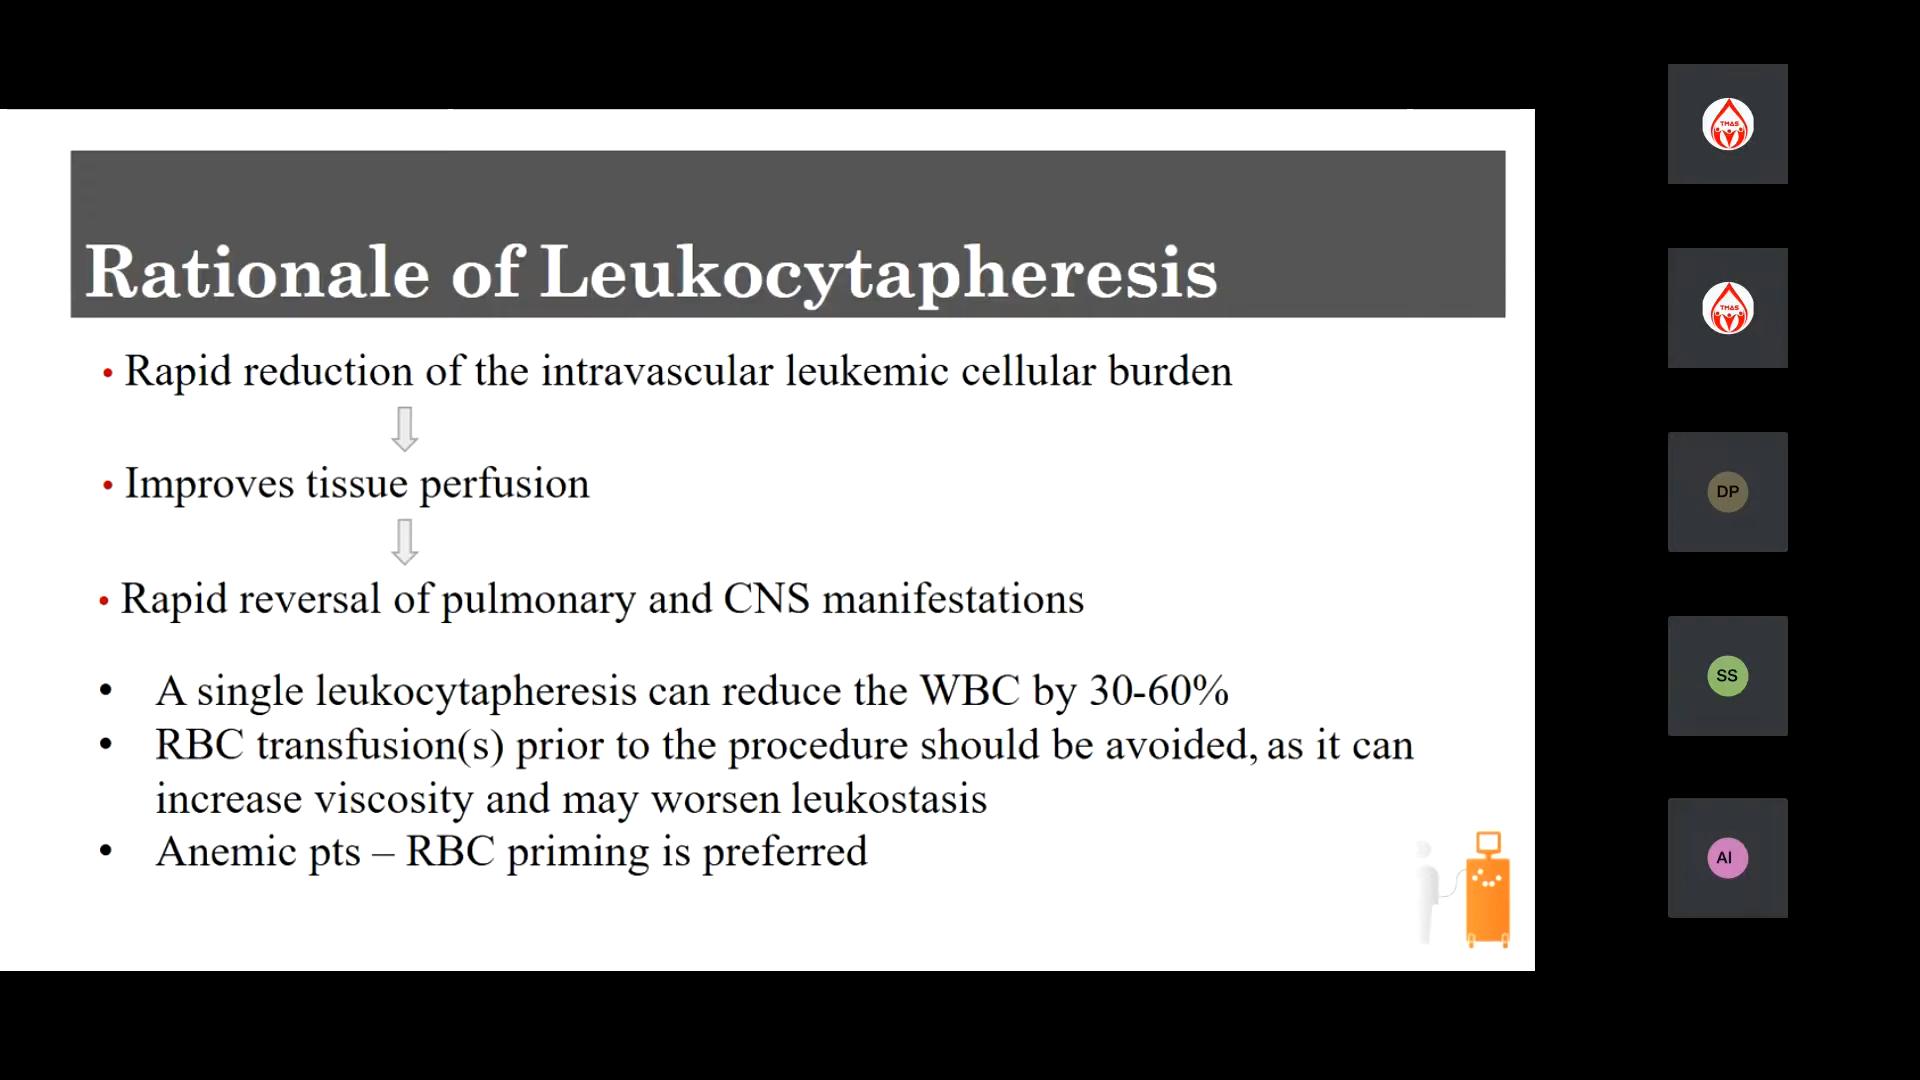 Rationale of Leukocytapheresis
• Rapid reduction of the intravascular leukemic cellular burden
• Improves tissue perfusion
• Rapid reversal of pulmonary and CNS manifestations
• A single leukocytapheresis can reduce the WBC by 30-60%
• RBC transfusion(s) prior to the procedure should be avoided, as it can
increase viscosity and may worsen leukostasis
• Anemic pts – RBC priming is preferred
TMAS
TMAS
DP
SS
AI